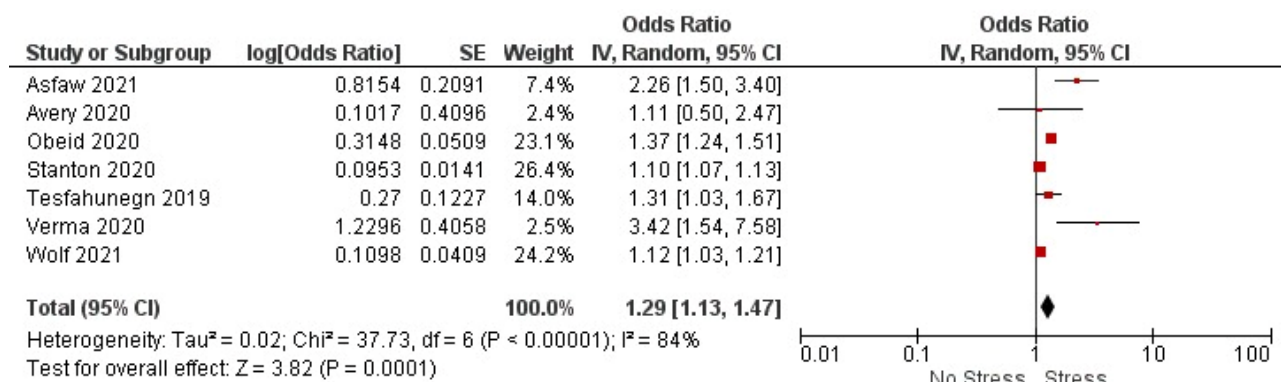 Odds Ratio Odds Ratio
Study or Subgroup log[Odds Ratio] SE Weight IV, Random, 95% CI IV, Random, 95% CI
Asfaw 2021 0.8154 0.2091 7.4% 2.26 [1.50, 3.40]
Avery 2020 0.1017 0.4096 2.4% 1.11 [0.50, 2.47]
Obeid 2020 0.3148 0.0509 23.1% 1.37 [1.24, 1.51]
Stanton 2020 0.0953 0.0141 26.4% 1.10 [1.07, 1.13]
Tesfahunegn 2019 0.27 0.1227 14.0% 1.31 [1.03, 1.67]
Verma 2020 1.2296 0.4058 2.5% 3.42 [1.54, 7.58]
Wolf 2021 0.1098 0.0409 24.2% 1.12 [1.03, 1.21]
Total (95% CI) 100.0% 1.29 [1.13, 1.47]
Heterogeneity: Tau² = 0.02; Chi² = 37.73, df = 6 (P < 0.00001); I² = 84%
Test for overall effect: Z = 3.82 (P = 0.0001)
0.01 0.1 1 10 100
No Stress Stress